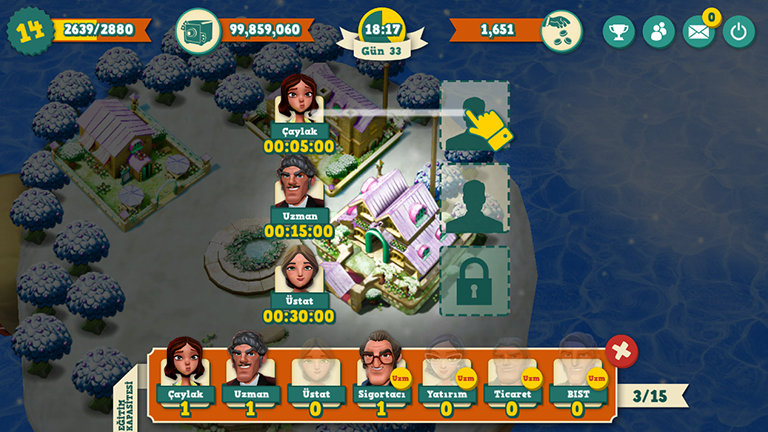 14
2639/2880
99,859,060
18:17
Gün 33
1,651
0
Çaylak
00:05:00
Uzman
00:15:00
Üstat
00:30:00
EĞİTİM
KAPASİTESİ
Çaylak
1
Uzman
1
Üstat
0
Sigortacı
Uzm
1
Yatırım
Uzm
0
Ticaret
Uzm
0
BIST
Uzm
0
3/15